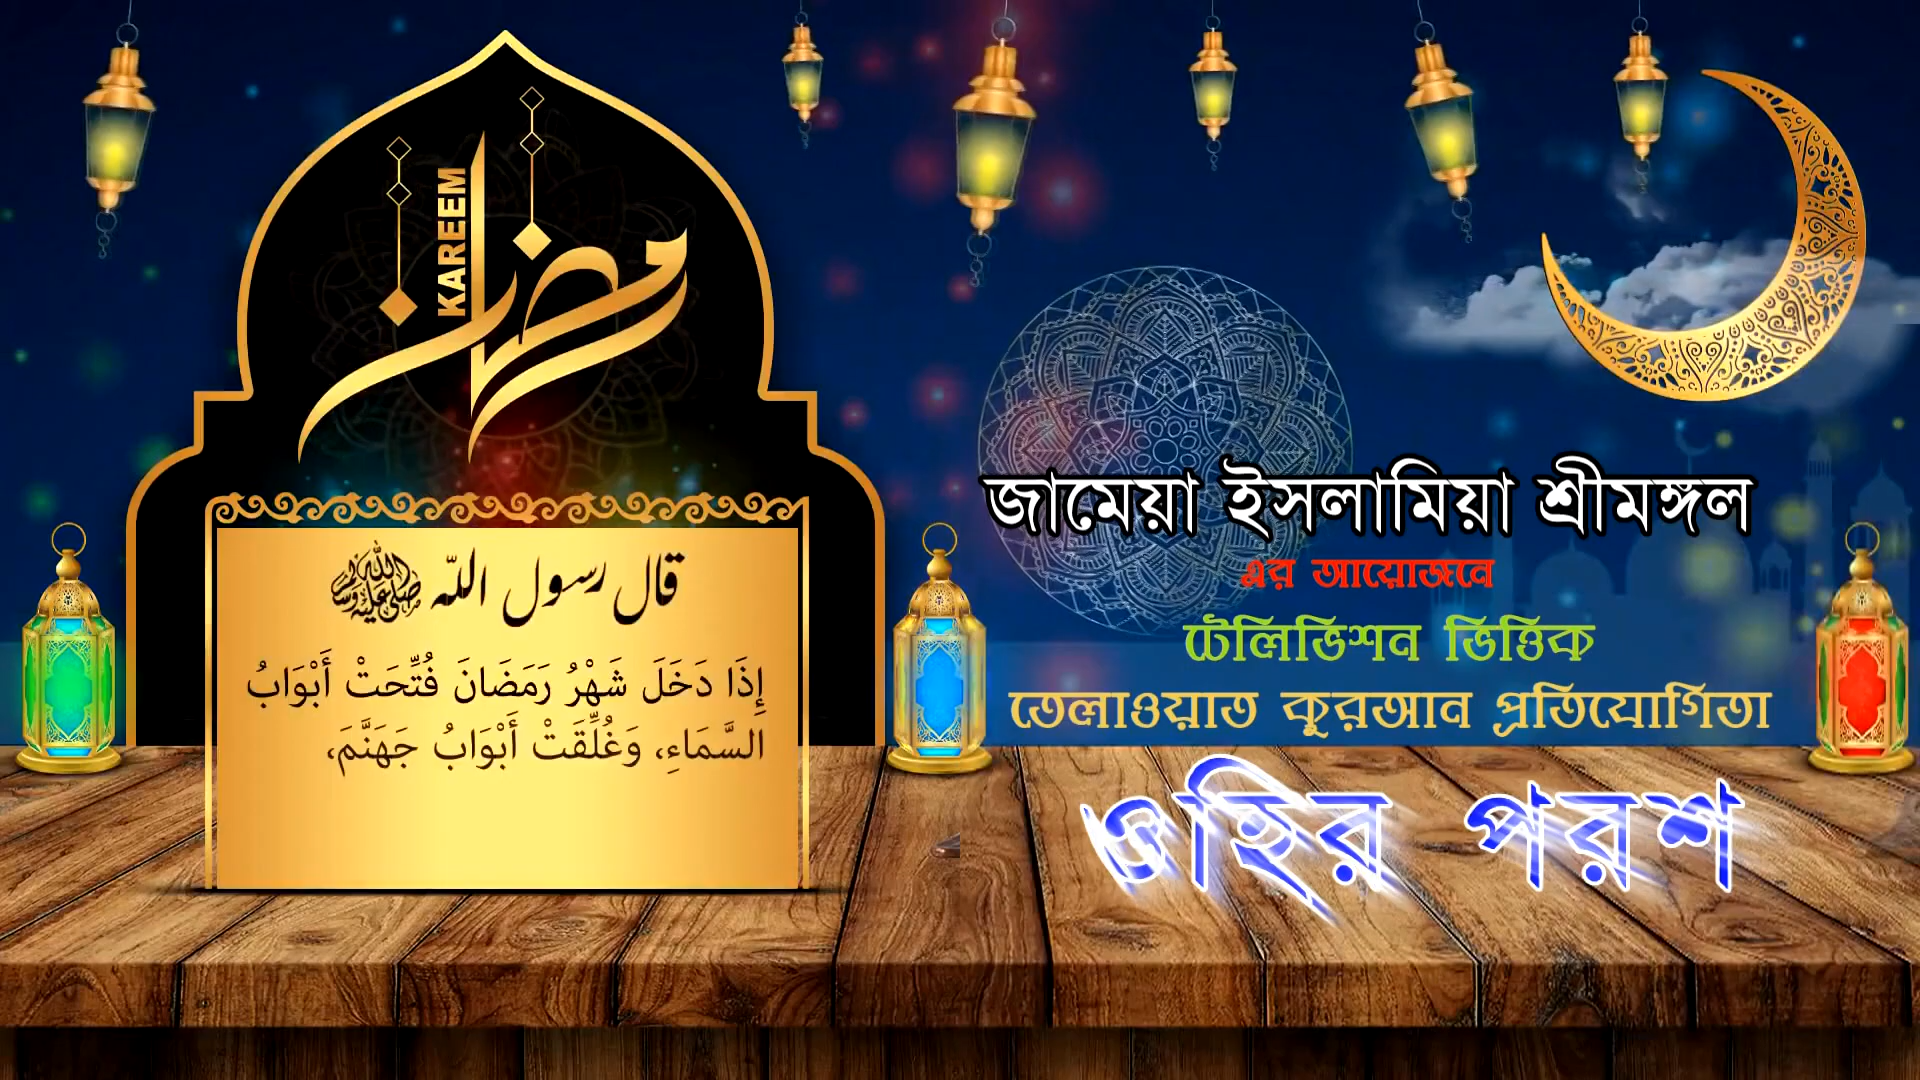 رمضان
KAREEM
قال رسول الله ﷺ
إِذَا دَخَلَ شَهْرُ رَمَضَانَ فُتِّحَتْ أَبْوَابُ
السَّمَاءِ، وَغُلِّقَتْ أَبْوَابُ جَهَنَّمَ،
জামেয়া ইসলামিয়া শ্রীমঙ্গল
এর আয়োজনে
টেলিভিশন ভিত্তিক
তেলাওয়াত কুরআন প্রতিযোগিতা
ওহির পরশ